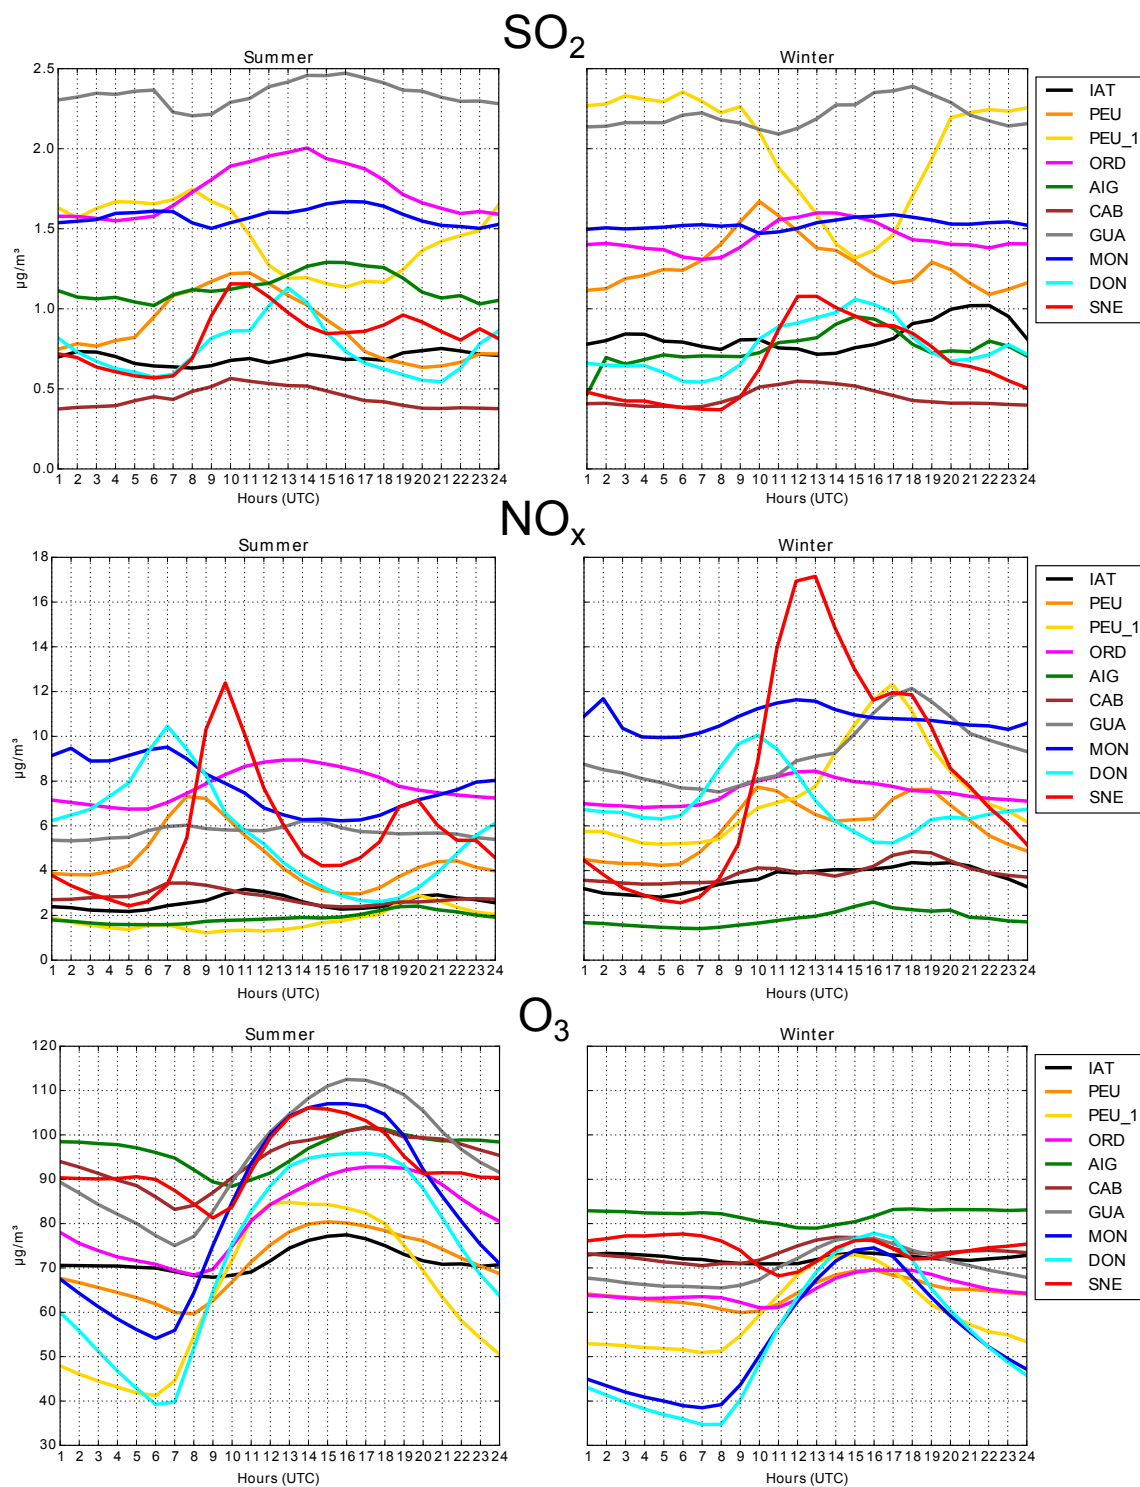 SO2
Summer
Winter
2.5
2.0
1.5
1.0
0.5
0.0
µg/m³
1 2 3 4 5 6 7 8 9 10 11 12 13 14 15 16 17 18 19 20 21 22 23 24
Hours (UTC)
1 2 3 4 5 6 7 8 9 10 11 12 13 14 15 16 17 18 19 20 21 22 23 24
Hours (UTC)
IAT
PEU
PEU_1
ORD
AIG
CAB
GUA
MON
DON
SNE
NOx
Summer
Winter
18
16
14
12
10
8
6
4
2
0
µg/m³
1 2 3 4 5 6 7 8 9 10 11 12 13 14 15 16 17 18 19 20 21 22 23 24
Hours (UTC)
1 2 3 4 5 6 7 8 9 10 11 12 13 14 15 16 17 18 19 20 21 22 23 24
Hours (UTC)
IAT
PEU
PEU_1
ORD
AIG
CAB
GUA
MON
DON
SNE
O3
Summer
Winter
120
110
100
90
80
70
60
50
40
30
µg/m³
1 2 3 4 5 6 7 8 9 10 11 12 13 14 15 16 17 18 19 20 21 22 23 24
Hours (UTC)
1 2 3 4 5 6 7 8 9 10 11 12 13 14 15 16 17 18 19 20 21 22 23 24
Hours (UTC)
IAT
PEU
PEU_1
ORD
AIG
CAB
GUA
MON
DON
SNE